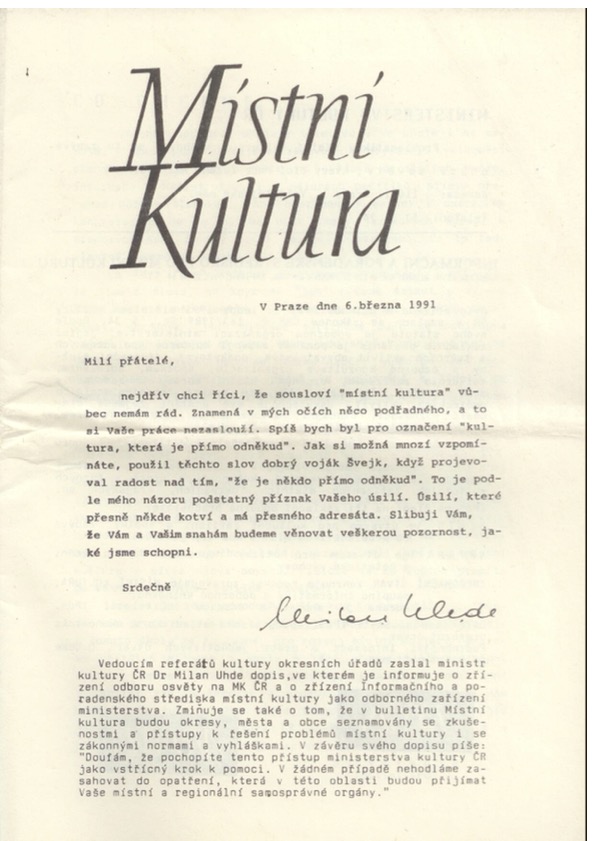 Místní
Kultura
V Praze dne 6.března 1991
Milí přátelé,
nejdřív chci říci, že sousloví "místní kultura" vů-
bec nemám rád. Znamená v mých očích něco podřadného, a to
si Vaše práce nezaslouží. Spíš bych byl pro označení "kul-
tura, která je přímo odněkud". Jak si možná mnozí vzpomí-
náte, použil těchto slov dobrý voják Švejk, když projevo-
val radost nad tím, "že je někdo přímo odněkud". To je pod-
le mého názoru podstatný příznak Vašeho úsilí. Úsilí, které
přesně někde kotví a má přesného adresáta. Slibuji Vám,
že Vám a Vašim snahám budeme věnovat veškerou pozornost, ja-
ké jsme schopni.
Srdečně
Milan Uhde
Vedoucím referátů kultury okresních úřadů zaslal ministr
kultury ČR Dr Milan Uhde dopis,ve kterém je informuje o zří-
zení odboru osvěty na MK ČR a o zřízení Informačního a po-
radenského střediska místní kultury jako odborného zařízení
ministerstva. Zmiňuje se také o tom, že v bulletinu Místní
kultura budou okresy, města a obce seznamovány se zkuše-
nostmi a přístupy k řešení problémů místní kultury i se
zákonnými normami a vyhláškami. V závěru svého dopisu píše:
"Doufám, že pochopíte tento přístup ministerstva kultury ČR
jako vstřícný krok k pomoci. V žádném případě nehodláme za-
sahovat do opatření, která v této oblasti budou přijímat
Vaše místní a regionální samosprávné orgány."